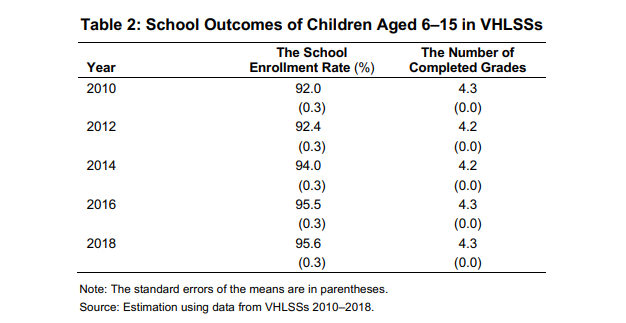 Table 2: School Outcomes of Children Aged 6–15 in VHLSSs
Year The School Enrollment Rate (%) The Number of Completed Grades
2010 92.0 4.3
(0.3) (0.0)
2012 92.4 4.2
(0.3) (0.0)
2014 94.0 4.2
(0.3) (0.0)
2016 95.5 4.3
(0.3) (0.0)
2018 95.6 4.3
(0.3) (0.0)
Note: The standard errors of the means are in parentheses.
Source: Estimation using data from VHLSSs 2010–2018.